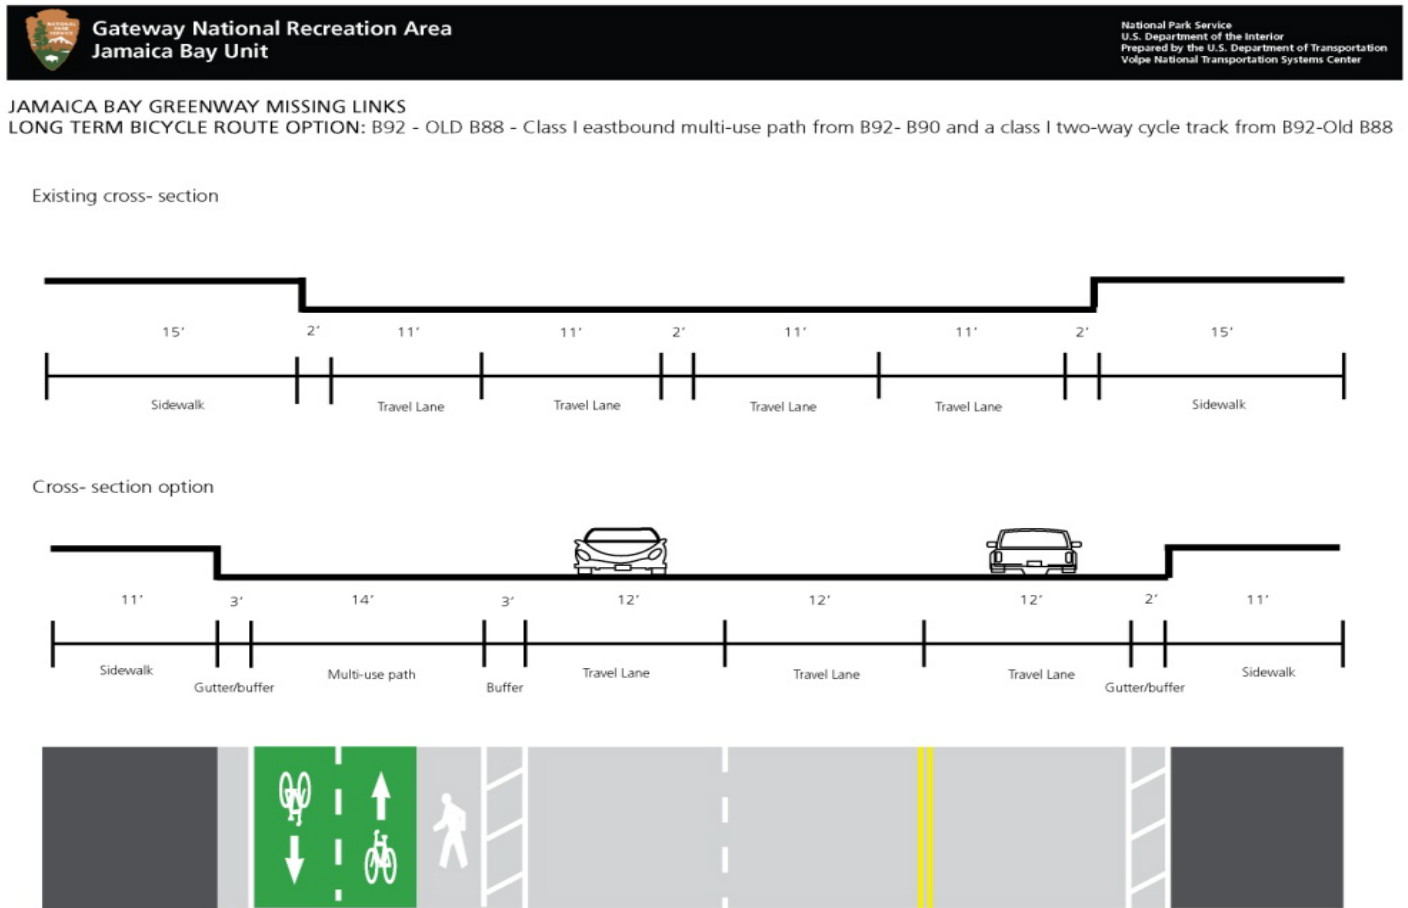 NATIONAL
PARK
SERVICE
Gateway National Recreation Area
Jamaica Bay Unit
National Park Service
U.S. Department of the Interior
Prepared by the U.S. Department of Transportation
Volpe National Transportation Systems Center
JAMAICA BAY GREENWAY MISSING LINKS
LONG TERM BICYCLE ROUTE OPTION: B92 - OLD B88 - Class I eastbound multi-use path from B92- B90 and a class I two-way cycle track from B92-Old B88
Existing cross- section
15' 2' 11' 11' 2' 11' 11' 2' 15'
Sidewalk Travel Lane Travel Lane Travel Lane Travel Lane Sidewalk
Cross- section option
11' 3' 14' 3' 12' 12' 12' 2' 11'
Sidewalk Gutter/buffer Multi-use path Buffer Travel Lane Travel Lane Travel Lane Gutter/buffer Sidewalk